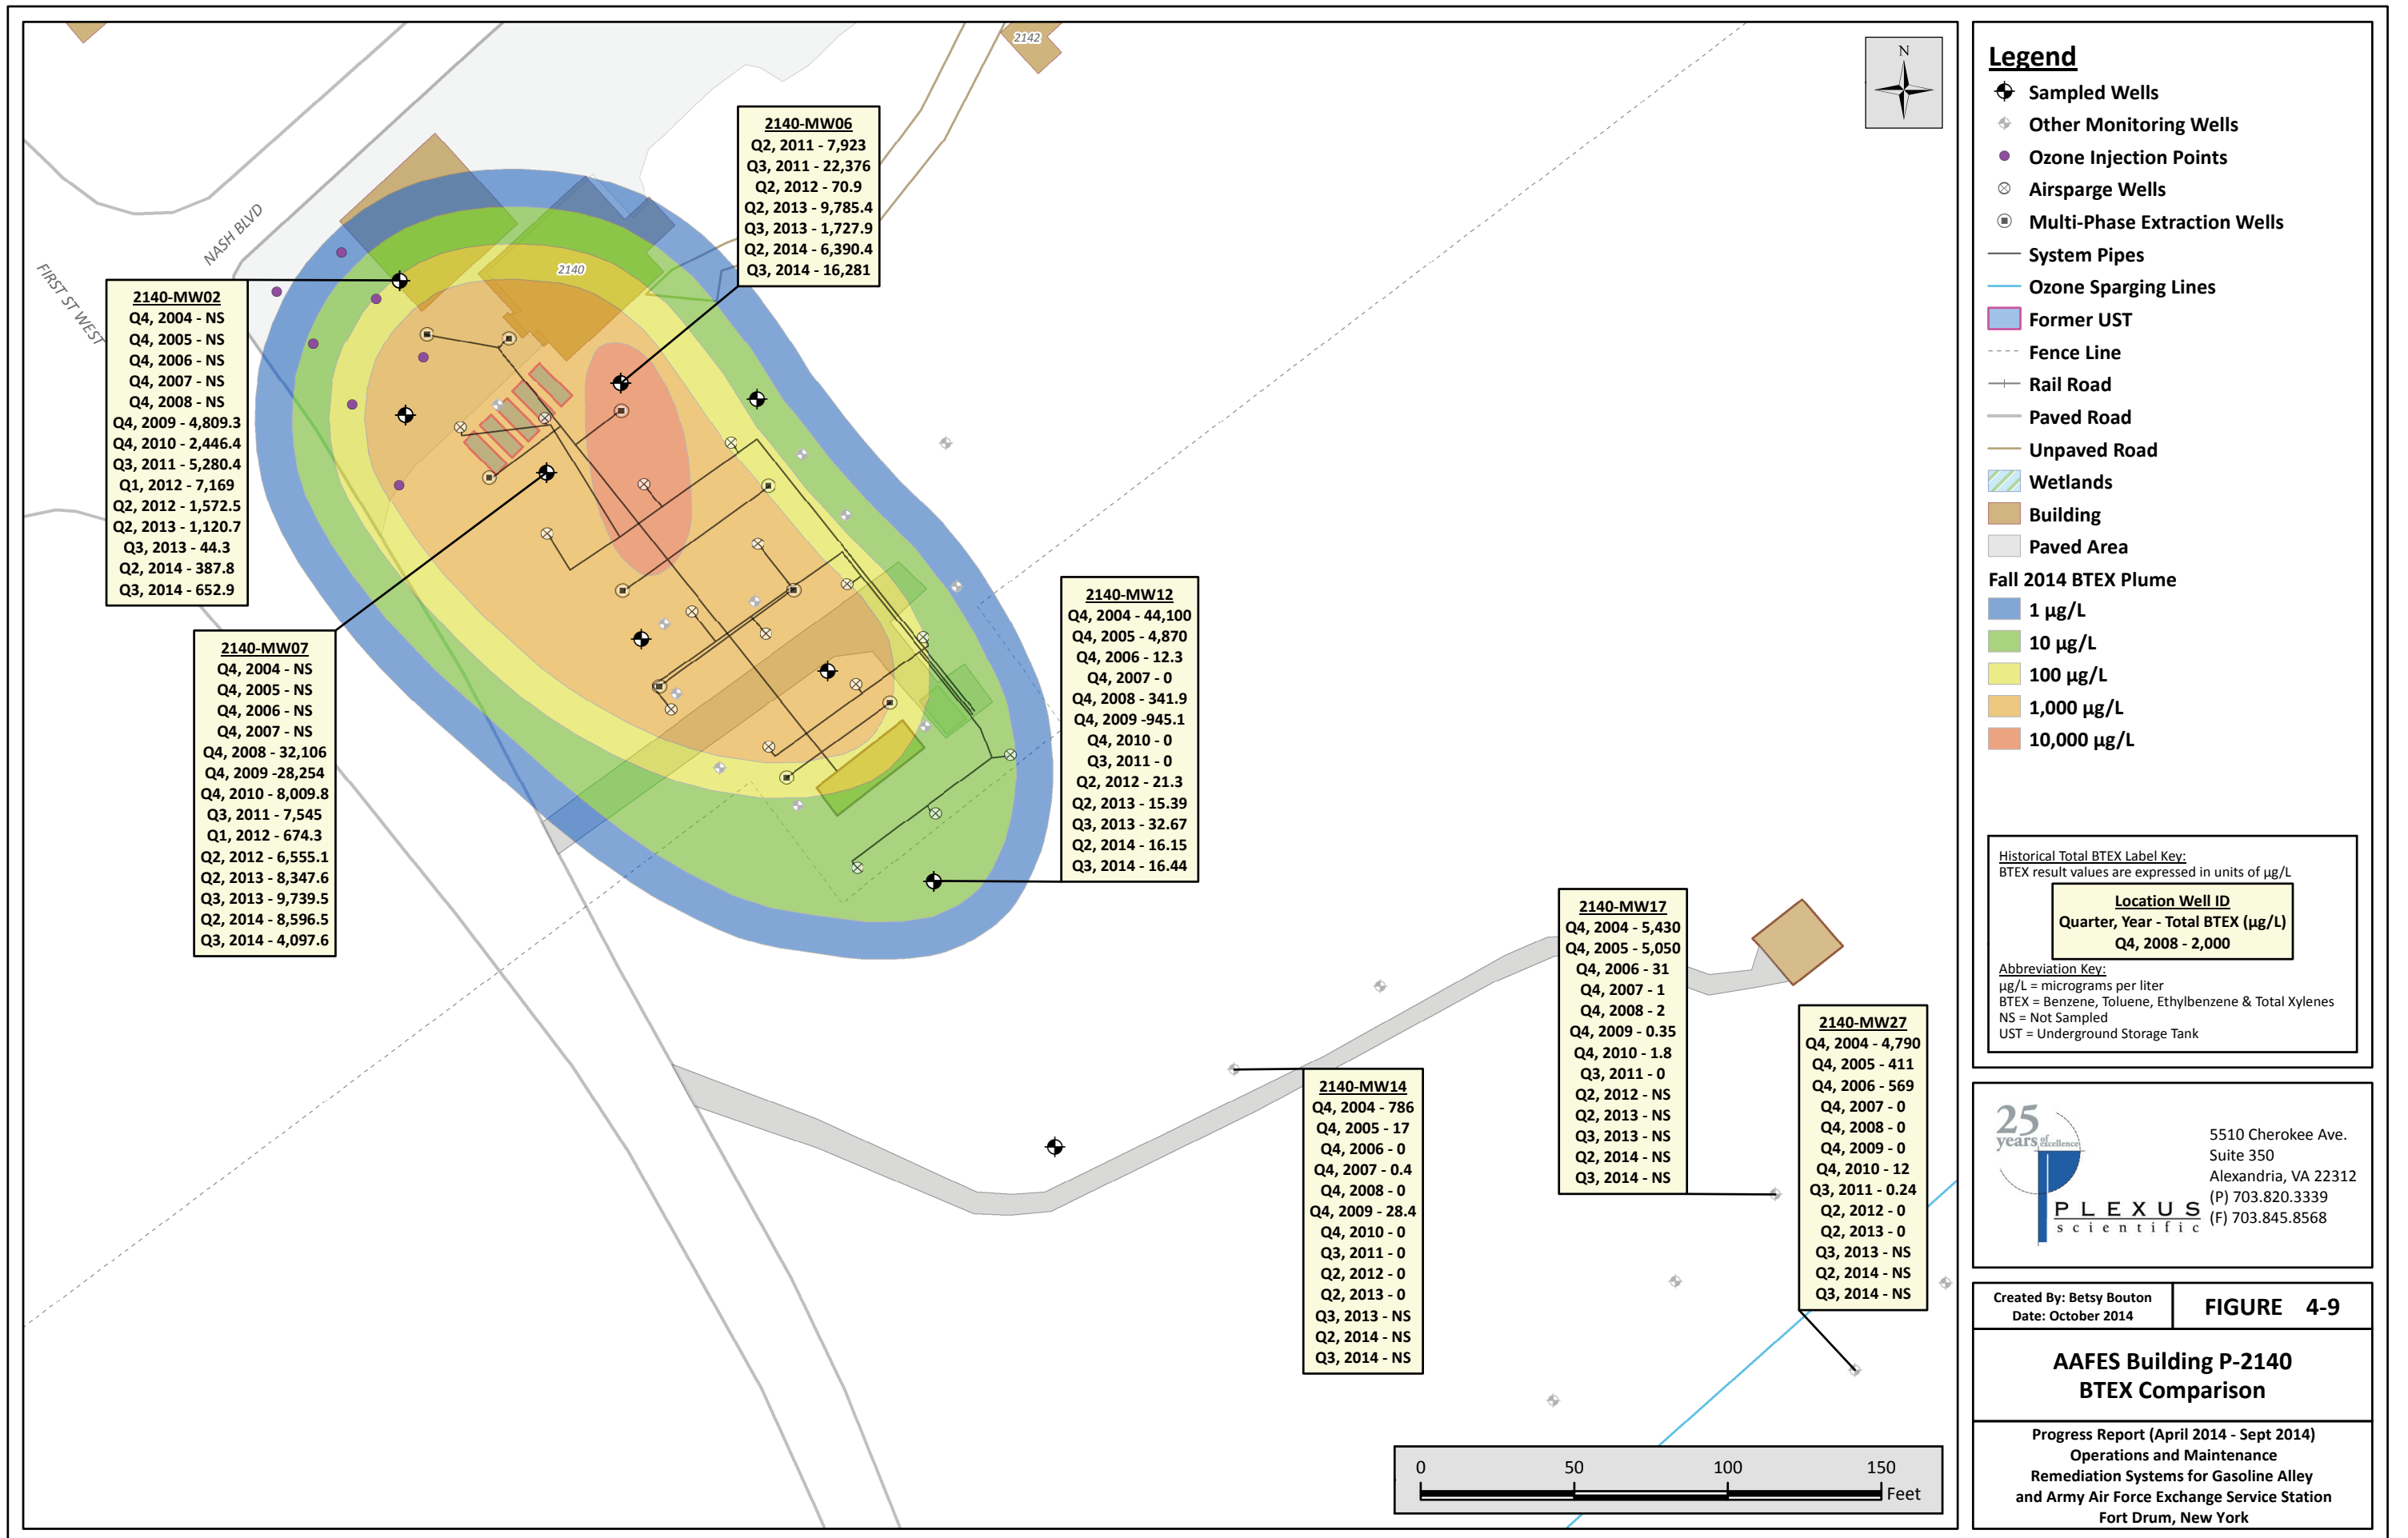 2142
N
NASH BLVD
FIRST ST WEST
2140
2140-MW06
Q2, 2011 - 7,923
Q3, 2011 - 22,376
Q2, 2012 - 70.9
Q2, 2013 - 9,785.4
Q3, 2013 - 1,727.9
Q2, 2014 - 6,390.4
Q3, 2014 - 16,281
2140-MW02
Q4, 2004 - NS
Q4, 2005 - NS
Q4, 2006 - NS
Q4, 2007 - NS
Q4, 2008 - NS
Q4, 2009 - 4,809.3
Q4, 2010 - 2,446.4
Q3, 2011 - 5,280.4
Q1, 2012 - 7,169
Q2, 2012 - 1,572.5
Q2, 2013 - 1,120.7
Q3, 2013 - 44.3
Q2, 2014 - 387.8
Q3, 2014 - 652.9
2140-MW07
Q4, 2004 - NS
Q4, 2005 - NS
Q4, 2006 - NS
Q4, 2007 - NS
Q4, 2008 - 32,106
Q4, 2009 -28,254
Q4, 2010 - 8,009.8
Q3, 2011 - 7,545
Q1, 2012 - 674.3
Q2, 2012 - 6,555.1
Q2, 2013 - 8,347.6
Q3, 2013 - 9,739.5
Q2, 2014 - 8,596.5
Q3, 2014 - 4,097.6
2140-MW12
Q4, 2004 - 44,100
Q4, 2005 - 4,870
Q4, 2006 - 12.3
Q4, 2007 - 0
Q4, 2008 - 341.9
Q4, 2009 -945.1
Q4, 2010 - 0
Q3, 2011 - 0
Q2, 2012 - 21.3
Q2, 2013 - 15.39
Q3, 2013 - 32.67
Q2, 2014 - 16.15
Q3, 2014 - 16.44
2140-MW14
Q4, 2004 - 786
Q4, 2005 - 17
Q4, 2006 - 0
Q4, 2007 - 0.4
Q4, 2008 - 0
Q4, 2009 - 28.4
Q4, 2010 - 0
Q3, 2011 - 0
Q2, 2012 - 0
Q2, 2013 - 0
Q3, 2013 - NS
Q2, 2014 - NS
Q3, 2014 - NS
2140-MW17
Q4, 2004 - 5,430
Q4, 2005 - 5,050
Q4, 2006 - 31
Q4, 2007 - 1
Q4, 2008 - 2
Q4, 2009 - 0.35
Q4, 2010 - 1.8
Q3, 2011 - 0
Q2, 2012 - NS
Q2, 2013 - NS
Q3, 2013 - NS
Q2, 2014 - NS
Q3, 2014 - NS
2140-MW27
Q4, 2004 - 4,790
Q4, 2005 - 411
Q4, 2006 - 569
Q4, 2007 - 0
Q4, 2008 - 0
Q4, 2009 - 0
Q4, 2010 - 12
Q3, 2011 - 0.24
Q2, 2012 - 0
Q2, 2013 - 0
Q3, 2013 - NS
Q2, 2014 - NS
Q3, 2014 - NS
0 50 100 150
Feet
Legend
Sampled Wells
Other Monitoring Wells
Ozone Injection Points
Airsparge Wells
Multi-Phase Extraction Wells
System Pipes
Ozone Sparging Lines
Former UST
Fence Line
Rail Road
Paved Road
Unpaved Road
Wetlands
Building
Paved Area
Fall 2014 BTEX Plume
1 µg/L
10 µg/L
100 µg/L
1,000 µg/L
10,000 µg/L
Historical Total BTEX Label Key:
BTEX result values are expressed in units of µg/L
Location Well ID
Quarter, Year - Total BTEX (µg/L)
Q4, 2008 - 2,000
Abbreviation Key:
µg/L = micrograms per liter
BTEX = Benzene, Toluene, Ethylbenzene & Total Xylenes
NS = Not Sampled
UST = Underground Storage Tank
25
years of excellence
PLEXUS
scientific
5510 Cherokee Ave.
Suite 350
Alexandria, VA 22312
(P) 703.820.3339
(F) 703.845.8568
Created By: Betsy Bouton
Date: October 2014
FIGURE 4-9
AAFES Building P-2140
BTEX Comparison
Progress Report (April 2014 - Sept 2014)
Operations and Maintenance
Remediation Systems for Gasoline Alley
and Army Air Force Exchange Service Station
Fort Drum, New York